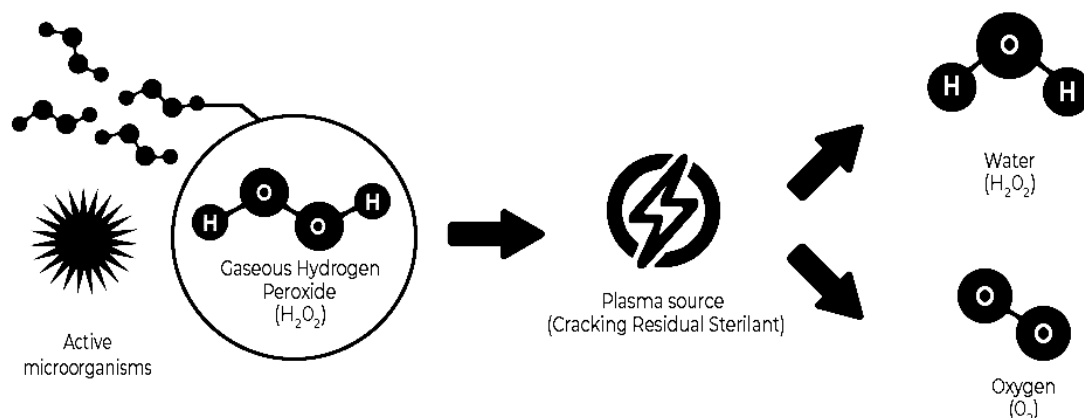 H
O
O
H
Gaseous Hydrogen
Peroxide
(H₂O₂)
Active
microorganisms
Plasma source
(Cracking Residual Sterilant)
O
H
H
Water
(H₂O₂)
O
O
Oxygen
(O₂)